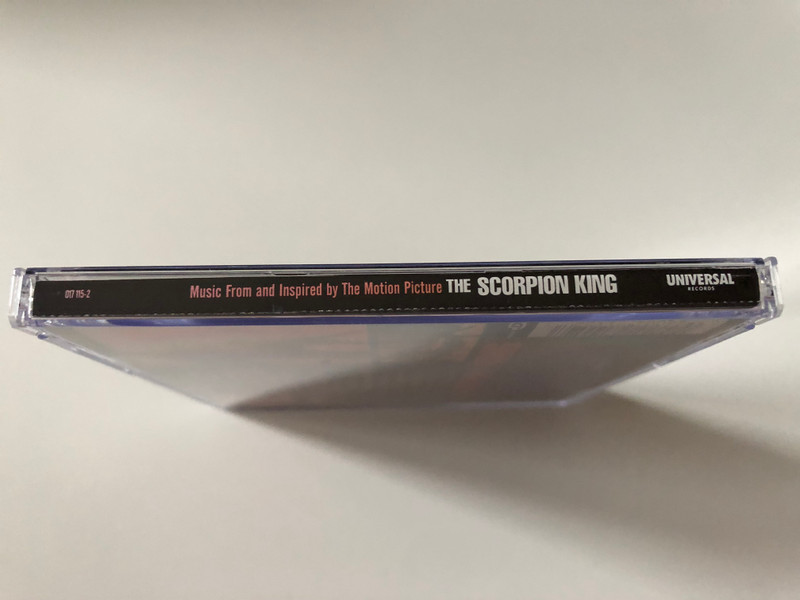 017 115-2 Music From and Inspired by The Motion Picture THE SCORPION KING UNIVERSAL
RECORDS